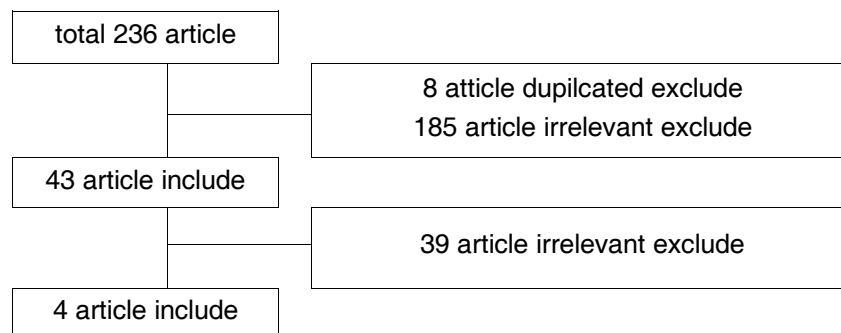 total 236 article
8 atticle dupilcated exclude
185 article irrelevant exclude
43 article include
39 article irrelevant exclude
4 article include